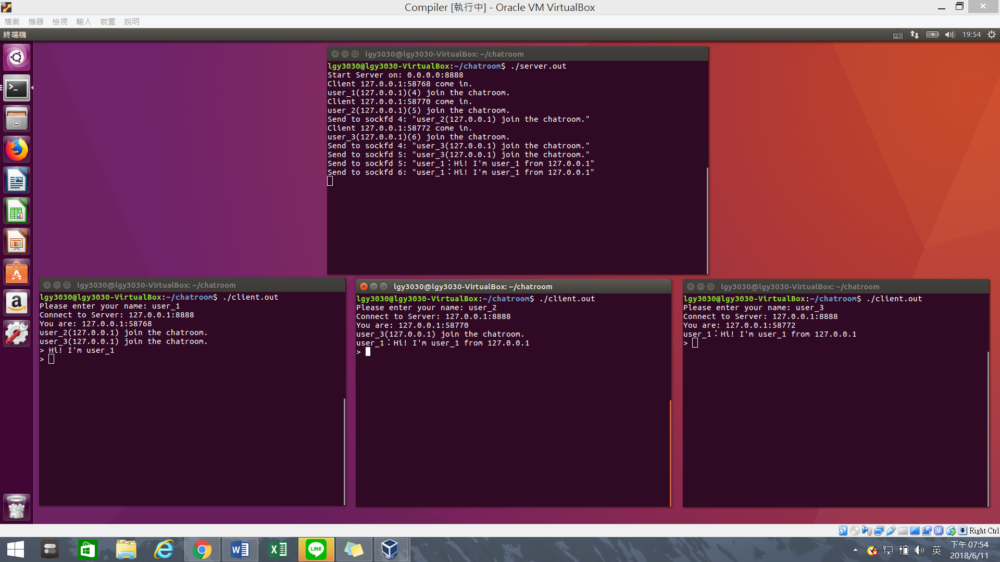 Compiler [執行中] - Oracle VM VirtualBox
檔案 機器 檢視 輸入 裝置 說明
終端機 19:54
lgy3030@lgy3030-VirtualBox: ~/chatroom
lgy3030@lgy3030-VirtualBox:~/chatroom$ ./server.out
Start Server on: 0.0.0.0:8888
Client 127.0.0.1:58768 come in.
user_1(127.0.0.1)(4) join the chatroom.
Client 127.0.0.1:58770 come in.
user_2(127.0.0.1)(5) join the chatroom.
Send to sockfd 4: "user_2(127.0.0.1) join the chatroom."
Client 127.0.0.1:58772 come in.
user_3(127.0.0.1)(6) join the chatroom.
Send to sockfd 4: "user_3(127.0.0.1) join the chatroom."
Send to sockfd 5: "user_3(127.0.0.1) join the chatroom."
Send to sockfd 5: "user_1：Hi! I'm user_1 from 127.0.0.1"
Send to sockfd 6: "user_1：Hi! I'm user_1 from 127.0.0.1"
lgy3030@lgy3030-VirtualBox: ~/chatroom
lgy3030@lgy3030-VirtualBox:~/chatroom$ ./client.out
Please enter your name: user_1
Connect to Server: 127.0.0.1:8888
You are: 127.0.0.1:58768
user_2(127.0.0.1) join the chatroom.
user_3(127.0.0.1) join the chatroom.
> Hi! I'm user_1
>
lgy3030@lgy3030-VirtualBox: ~/chatroom
lgy3030@lgy3030-VirtualBox:~/chatroom$ ./client.out
Please enter your name: user_2
Connect to Server: 127.0.0.1:8888
You are: 127.0.0.1:58770
user_3(127.0.0.1) join the chatroom.
user_1：Hi! I'm user_1 from 127.0.0.1
>
lgy3030@lgy3030-VirtualBox: ~/chatroom
lgy3030@lgy3030-VirtualBox:~/chatroom$ ./client.out
Please enter your name: user_3
Connect to Server: 127.0.0.1:8888
You are: 127.0.0.1:58772
user_1：Hi! I'm user_1 from 127.0.0.1
>
Right Ctrl
LINE
英
下午 07:54
2018/6/11